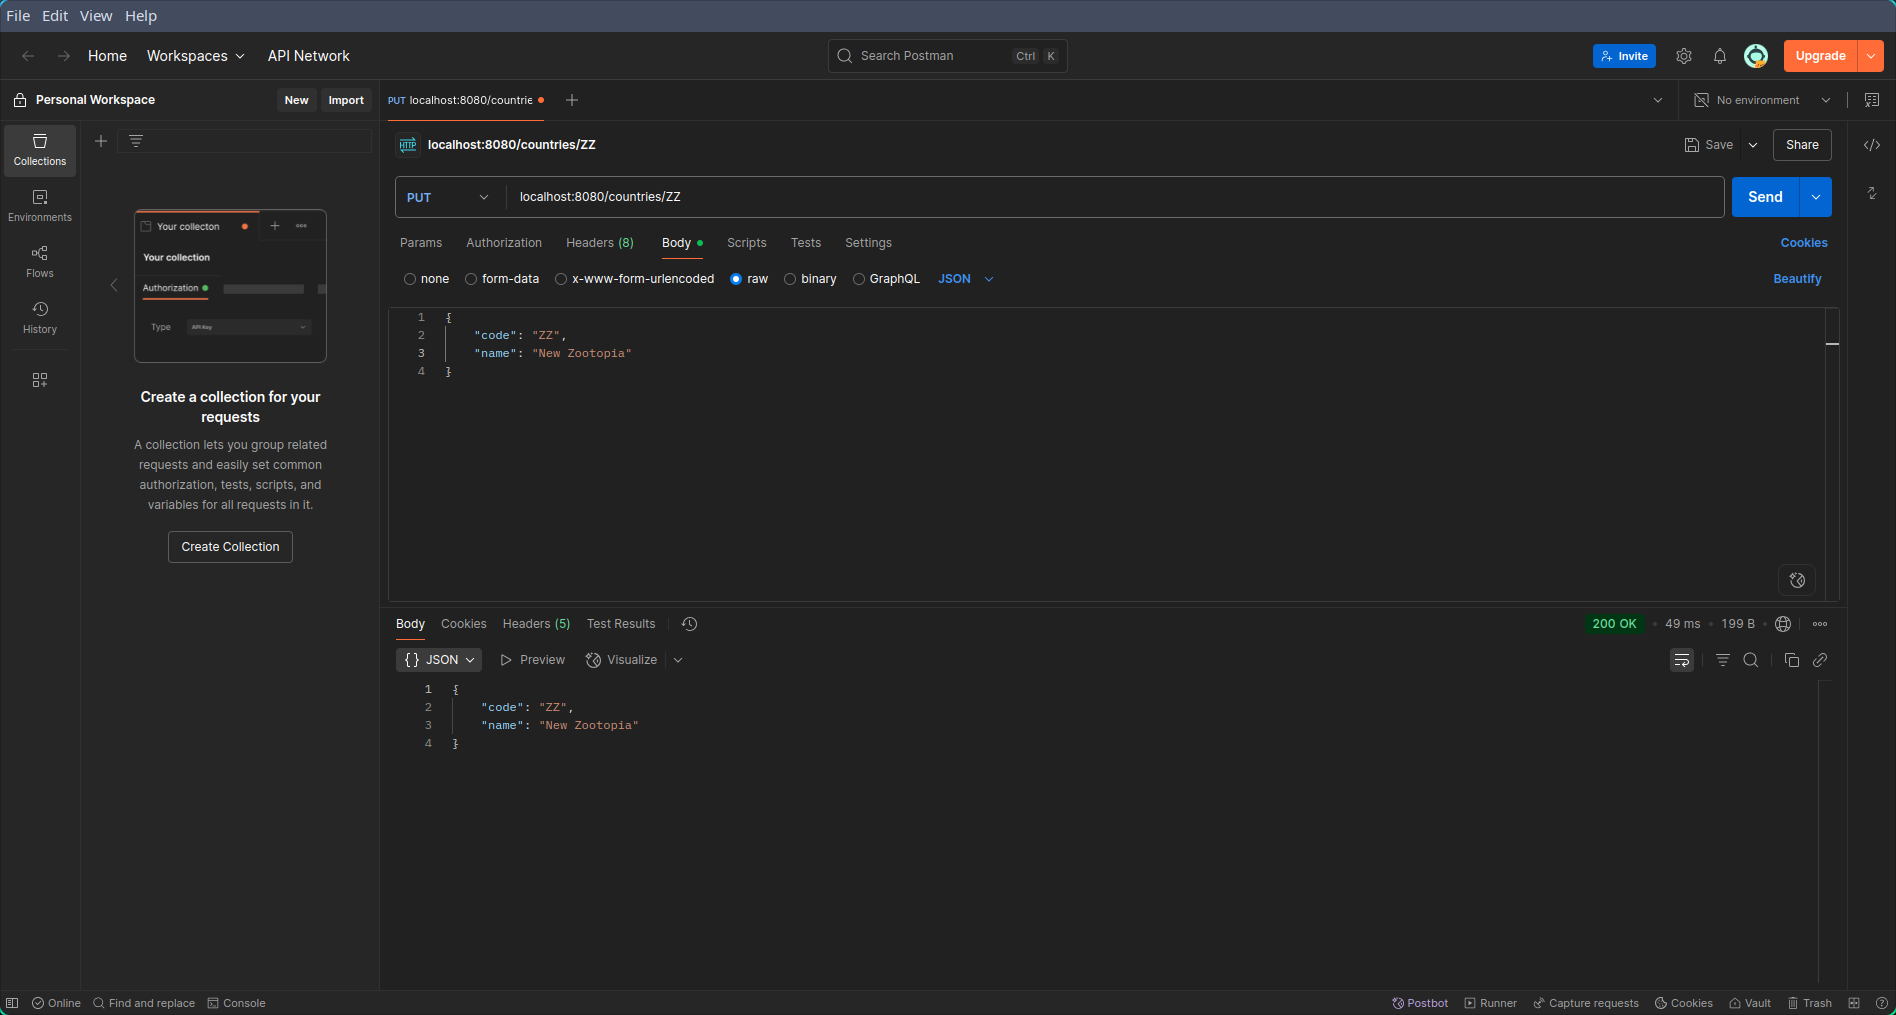 File Edit View Help
Home Workspaces API Network Search Postman Ctrl K Invite Upgrade
Personal Workspace New Import PUT localhost:8080/countrie No environment
Collections
Environments
Flows
History
Your collecton
Your collection
Authorization
Type API Key
Create a collection for your
requests
A collection lets you group related
requests and easily set common
authorization, tests, scripts, and
variables for all requests in it.
Create Collection
HTTP localhost:8080/countries/ZZ Save Share
PUT localhost:8080/countries/ZZ Send
Params Authorization Headers (8) Body Scripts Tests Settings Cookies
none form-data x-www-form-urlencoded raw binary GraphQL JSON Beautify
1 {
2 "code": "ZZ",
3 "name": "New Zootopia"
4 }
Body Cookies Headers (5) Test Results 200 OK 49 ms 199 B
{} JSON Preview Visualize
1 {
2 "code": "ZZ",
3 "name": "New Zootopia"
4 }
Online Find and replace Console Postbot Runner Capture requests Cookies Vault Trash